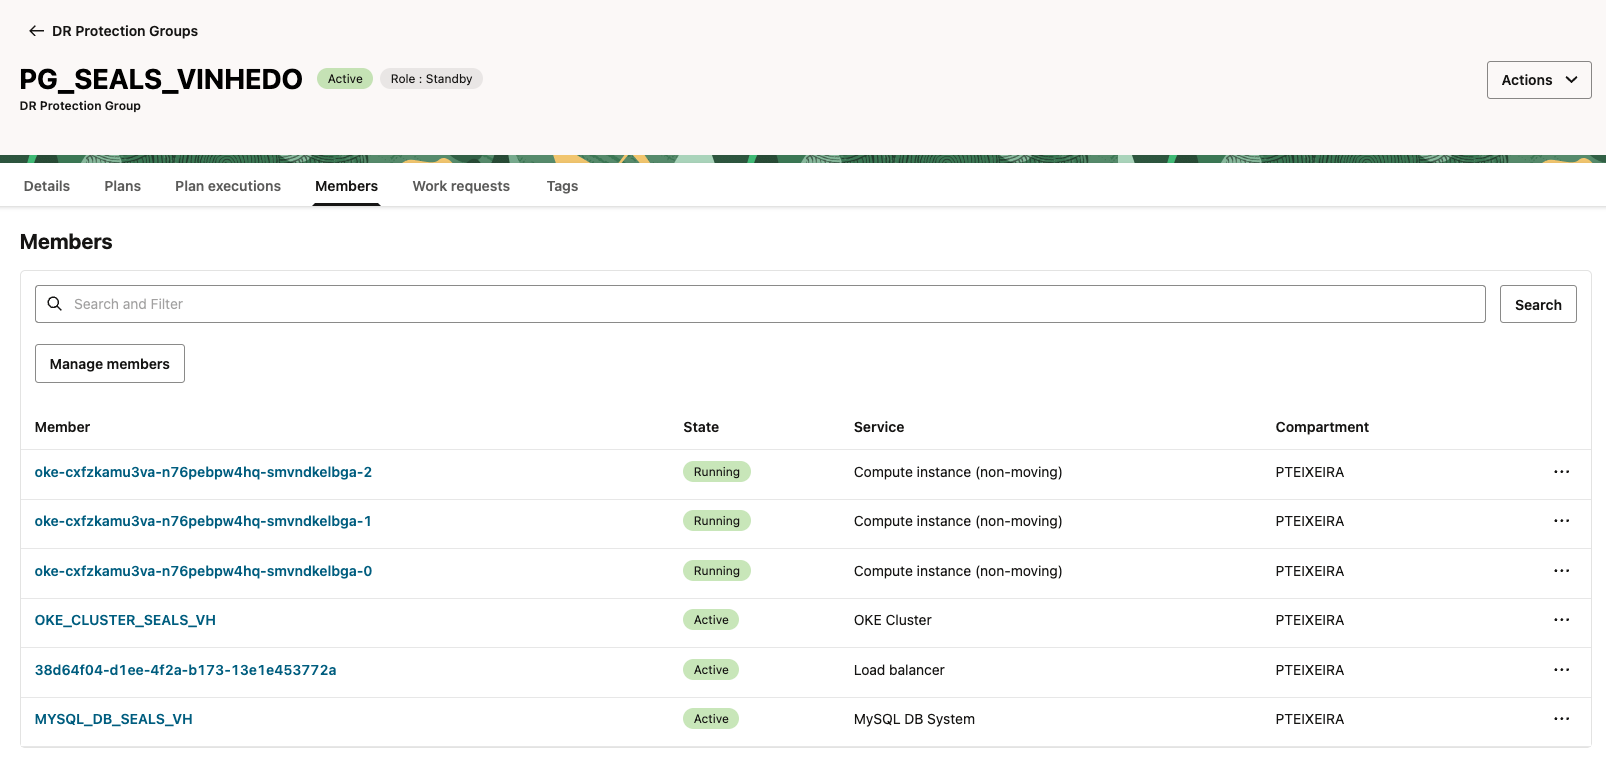 DR Protection Groups
PG_SEALS_VINHEDO Active Role : Standby
DR Protection Group
Actions
Details Plans Plan executions Members Work requests Tags
Members
Search and Filter Search
Manage members
Member State Service Compartment
oke-cxfzkamu3va-n76pebpw4hq-smvndkelbga-2 Running Compute instance (non-moving) PTEIXEIRA
oke-cxfzkamu3va-n76pebpw4hq-smvndkelbga-1 Running Compute instance (non-moving) PTEIXEIRA
oke-cxfzkamu3va-n76pebpw4hq-smvndkelbga-0 Running Compute instance (non-moving) PTEIXEIRA
OKE_CLUSTER_SEALS_VH Active OKE Cluster PTEIXEIRA
38d64f04-d1ee-4f2a-b173-13e1e453772a Active Load balancer PTEIXEIRA
MYSQL_DB_SEALS_VH Active MySQL DB System PTEIXEIRA